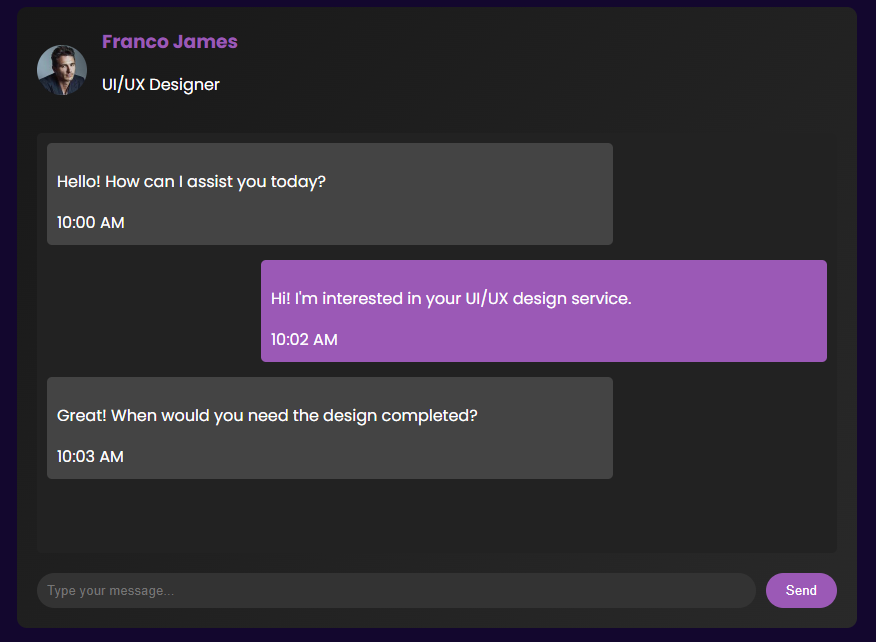 Franco James
UI/UX Designer
Hello! How can I assist you today?
10:00 AM
Hi! I'm interested in your UI/UX design service.
10:02 AM
Great! When would you need the design completed?
10:03 AM
Type your message...
Send